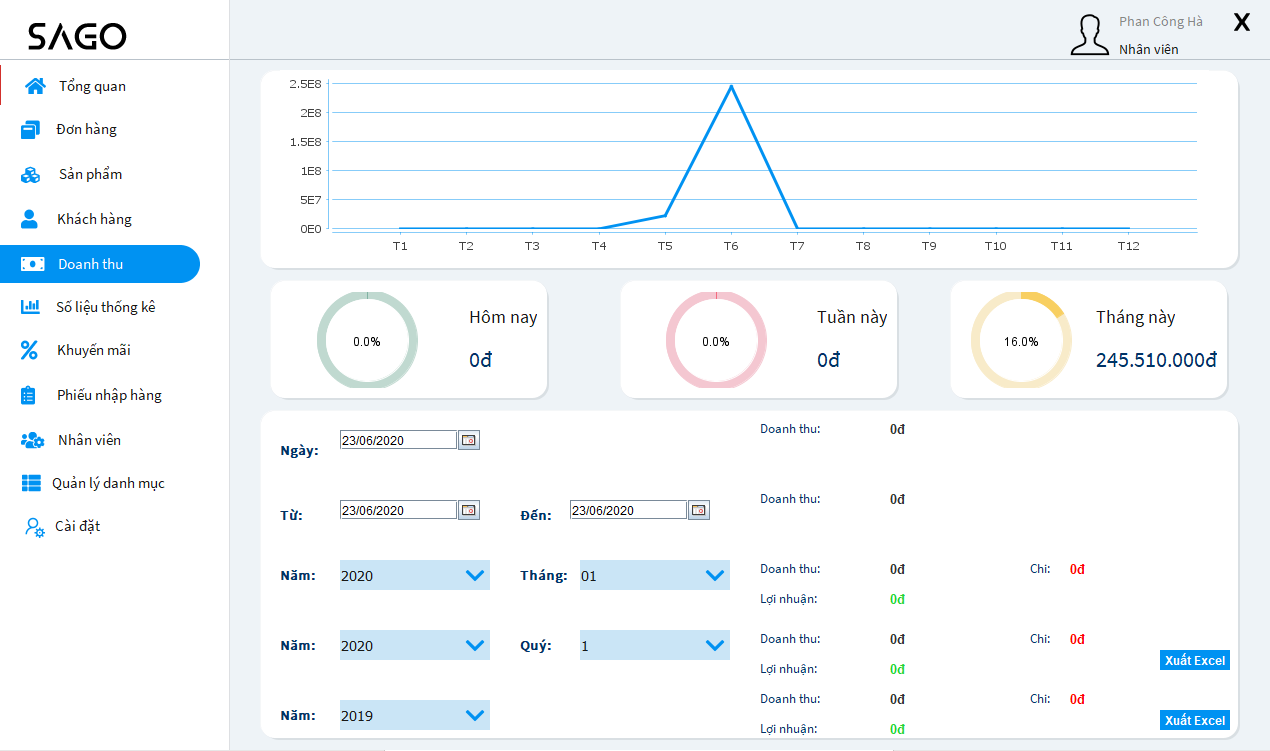 SAGO
Phan Công Hà
X
Nhân viên
Tổng quan
Đơn hàng
Sản phẩm
Khách hàng
Doanh thu
Số liệu thống kê
Khuyến mãi
Phiếu nhập hàng
Nhân viên
Quản lý danh mục
Cài đặt
2.5E8
2E8
1.5E8
1E8
5E7
0E0
T1 T2 T3 T4 T5 T6 T7 T8 T9 T10 T11 T12
0.0%
Hôm nay
0đ
0.0%
Tuần này
0đ
16.0%
Tháng này
245.510.000đ
Ngày: 23/06/2020 Doanh thu: 0đ
Từ: 23/06/2020 Đến: 23/06/2020 Doanh thu: 0đ
Năm: 2020 Tháng: 01 Doanh thu: 0đ Chi: 0đ
Lợi nhuận: 0đ
Năm: 2020 Quý: 1 Doanh thu: 0đ Chi: 0đ
Lợi nhuận: 0đ Xuất Excel
Năm: 2019 Doanh thu: 0đ Chi: 0đ
Lợi nhuận: 0đ Xuất Excel